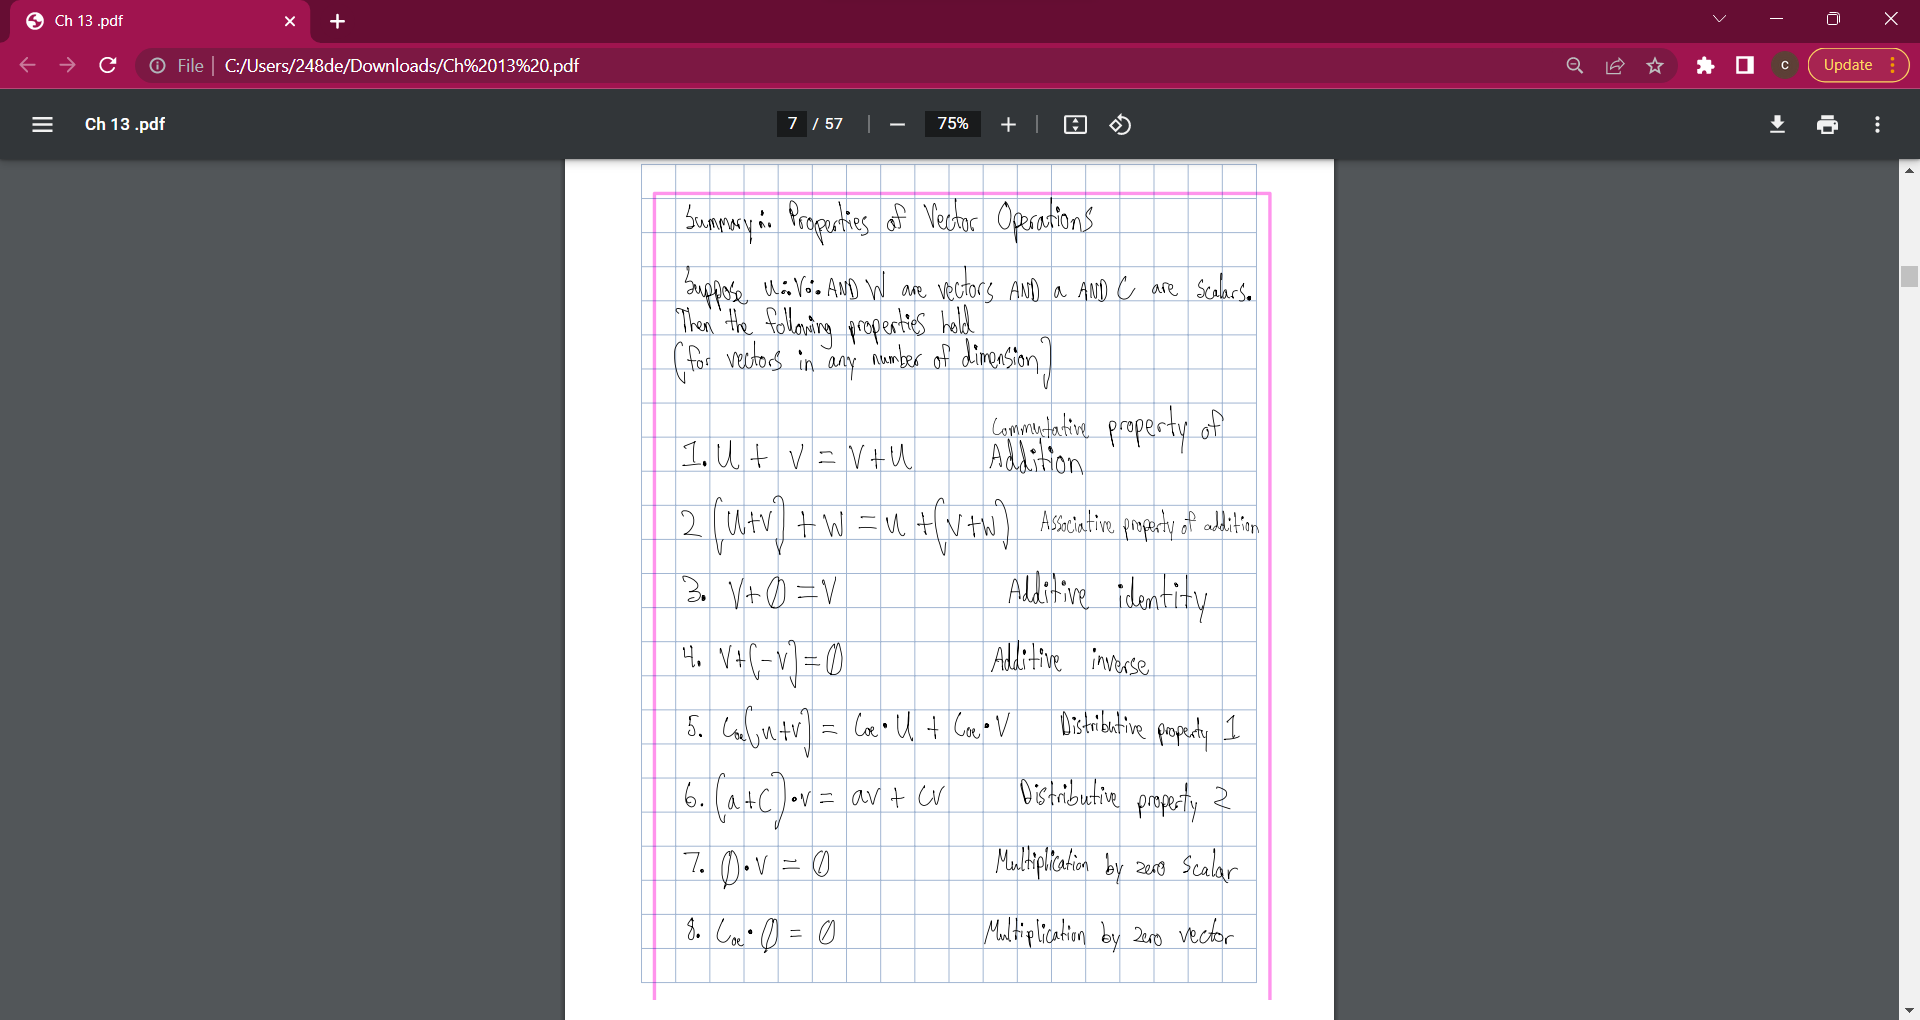 Ch 13 .pdf
File | C:/Users/248de/Downloads/Ch%2013%20.pdf
C
Update
Ch 13 .pdf
7 / 57
75%
Summary: Properties of Vector Operations
Suppose u, v, AND W are vectors AND a AND C are scalars.
Then the following properties hold
(for vectors in any number of dimension)
Commutative property of
1. U + V = V+U Addition
2 (U+V) + W = u + (V+W) Associative property of addition
3. V+0 = V Additive identity
4. V+(-V) = 0 Additive inverse
5. Coe(u+v) = Coe • U + Coe • V Distributive property 1
6. (a+C) • v = av + cv Distributive property 2
7. 0 • V = 0 Multiplication by zero scalar
8. Coe • 0 = 0 Multiplication by zero vector